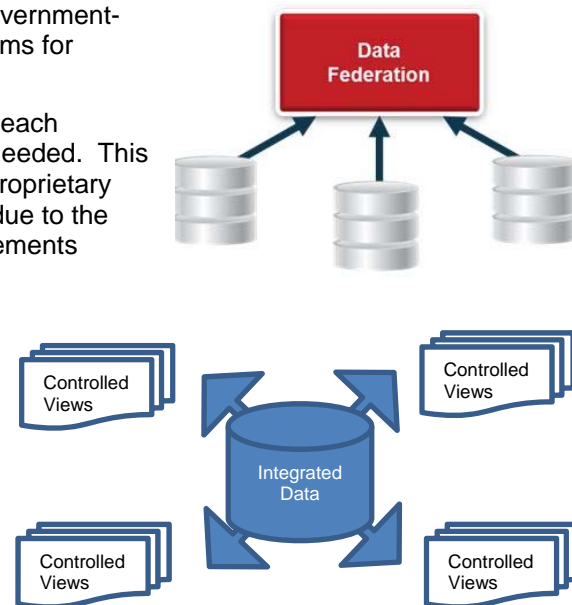 vernment-
ms for
each
eeded.  This
roprietary
due to the
ements
Data
Federation
Controlled
Views
Controlled
Views
Integrated
Data
Controlled
Views
Controlled
Views